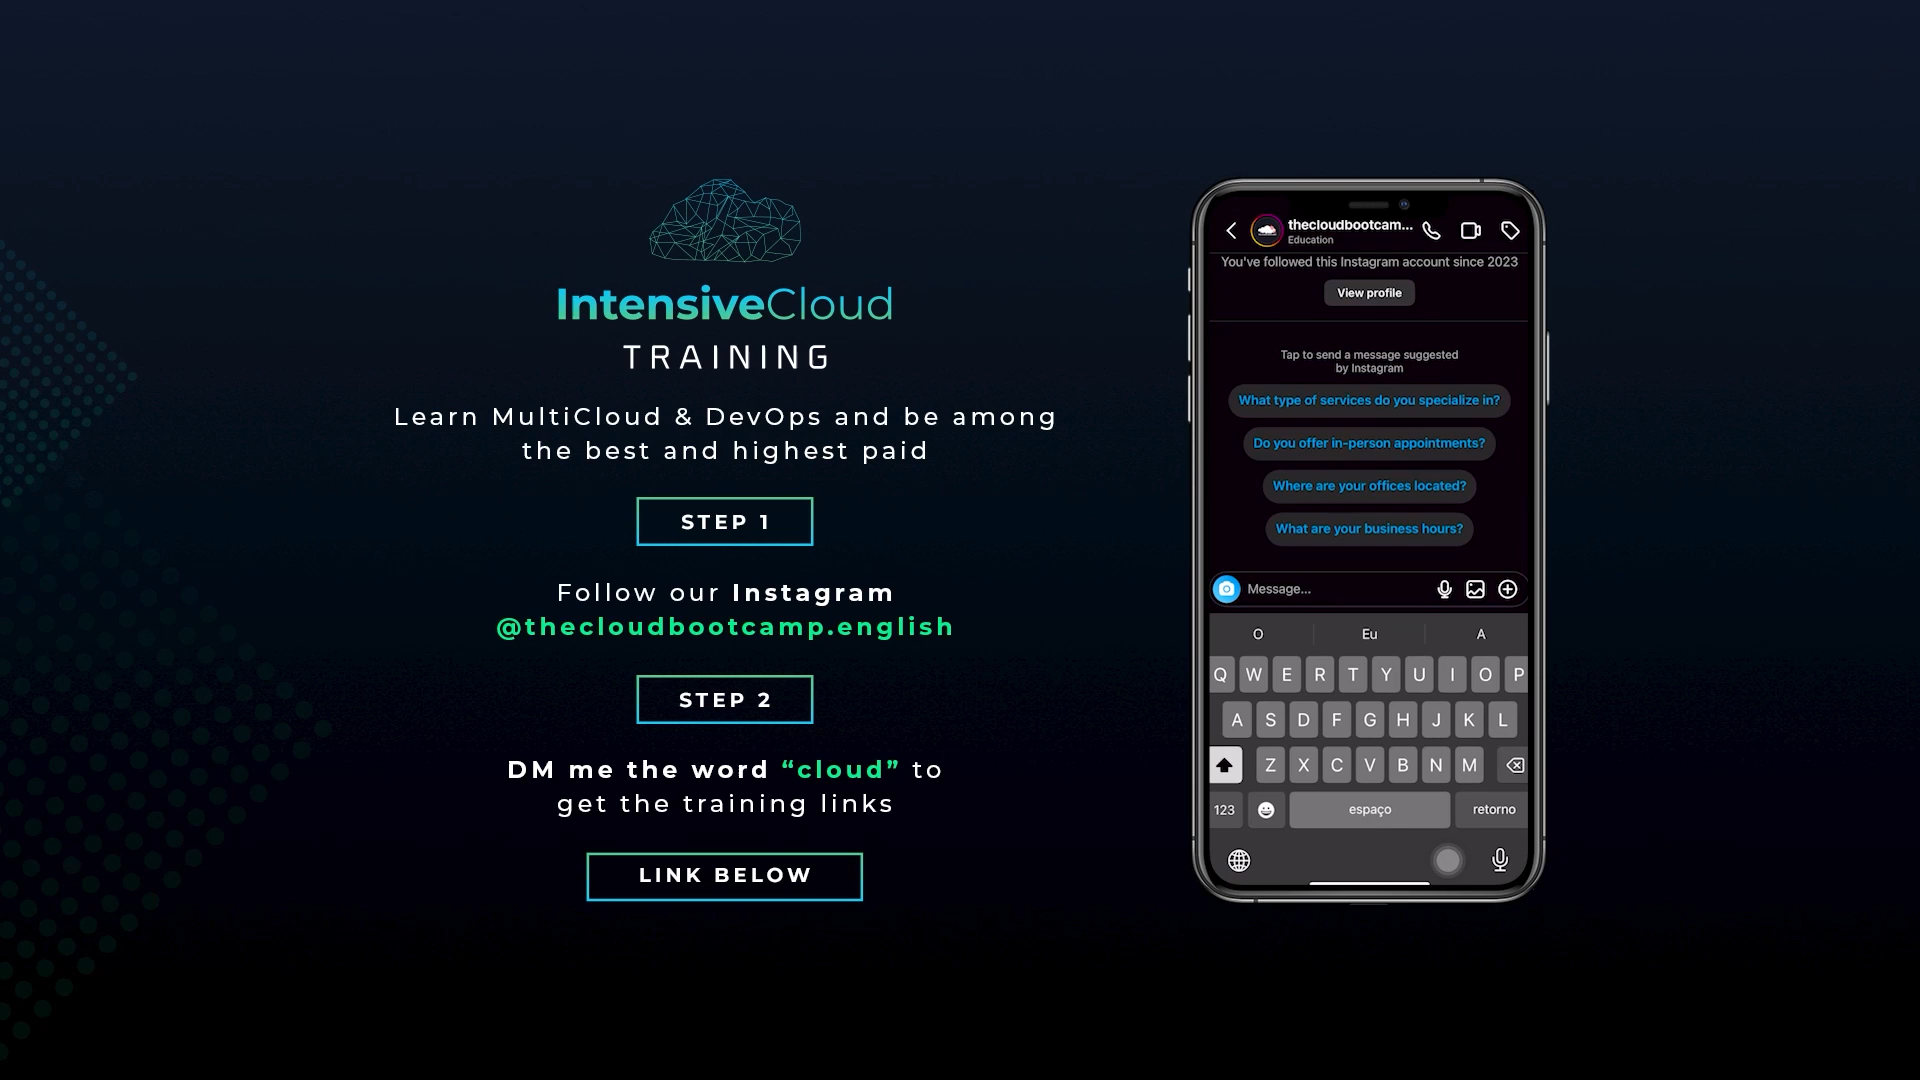 IntensiveCloud
TRAINING
Learn MultiCloud & DevOps and be among
the best and highest paid
STEP 1
Follow our Instagram
@thecloudbootcamp.english
STEP 2
DM me the word “cloud” to
get the training links
LINK BELOW
thecloudbootcam...
Education
You've followed this Instagram account since 2023
View profile
Tap to send a message suggested
by Instagram
What type of services do you specialize in?
Do you offer in-person appointments?
Where are your offices located?
What are your business hours?
Message...
O Eu A
Q W E R T Y U I O P
A S D F G H J K L
Z X C V B N M
123 espaço retorno